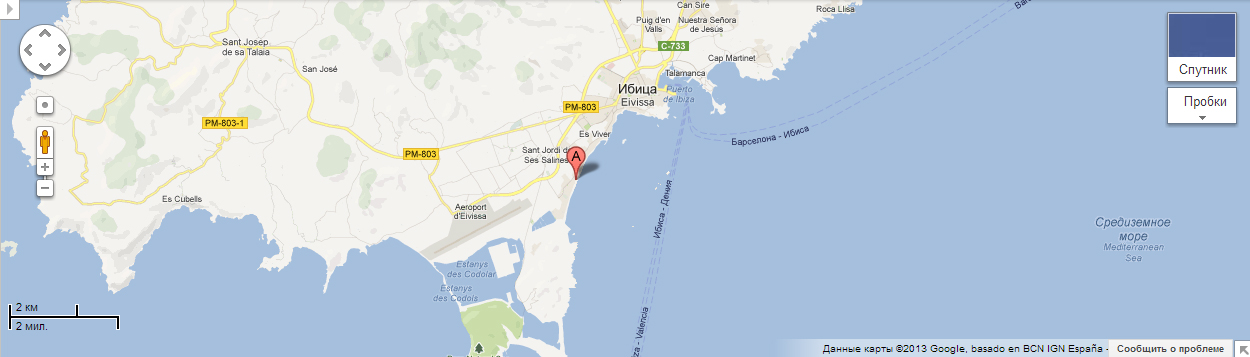 Roca Llisa
Can Sire
Puig d'en
Valls
Nuestra Señora
de Jesús
Sant Josep
de sa Talaia
C-733
Cap Martinet
San José
Talamanca
Спутник
Ибица
Eivissa
Puerto
de Ibiza
Пробки
PM-803
PM-803-1
Es Viver
Барселона - Ибиса
PM-803
Sant Jordi de
Ses Salines
A
Es Cubells
Aeroport
d'Eivissa
Ибиса - Дения
Средиземное
море
Mediterranean
Sea
Estanys
des Codolar
Estanys
des Codois
2 км
2 мил.
Valencia
Данные карты ©2013 Google, basado en BCN IGN España -
Сообщить о проблеме